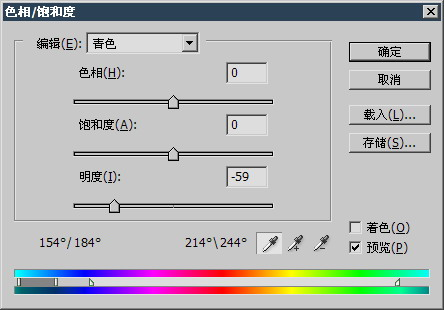 色相/饱和度
编辑(E): 青色
确定
色相(H): 0
取消
载入(L)...
饱和度(A): 0
存储(S)...
明度(I): -59
着色(O)
154°/184° 214°\244°
预览(P)